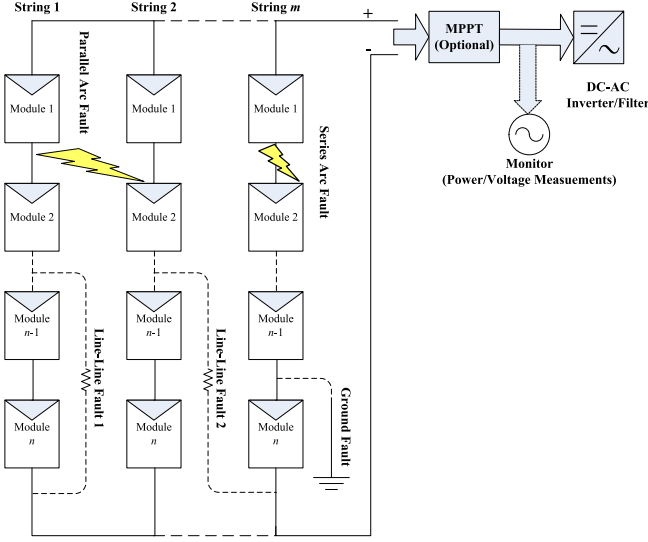 String 1
String 2
String m
+
-
MPPT
(Optional)
DC-AC
Inverter/Filter
Monitor
(Power/Voltage Measuements)
Parallel Arc Fault
Series Arc Fault
Module 1
Module 1
Module 1
Module 2
Module 2
Module 2
Module
n-1
Module
n-1
Module
n-1
Line-Line Fault 1
Line-Line Fault 2
Ground Fault
Module
n
Module
n
Module
n